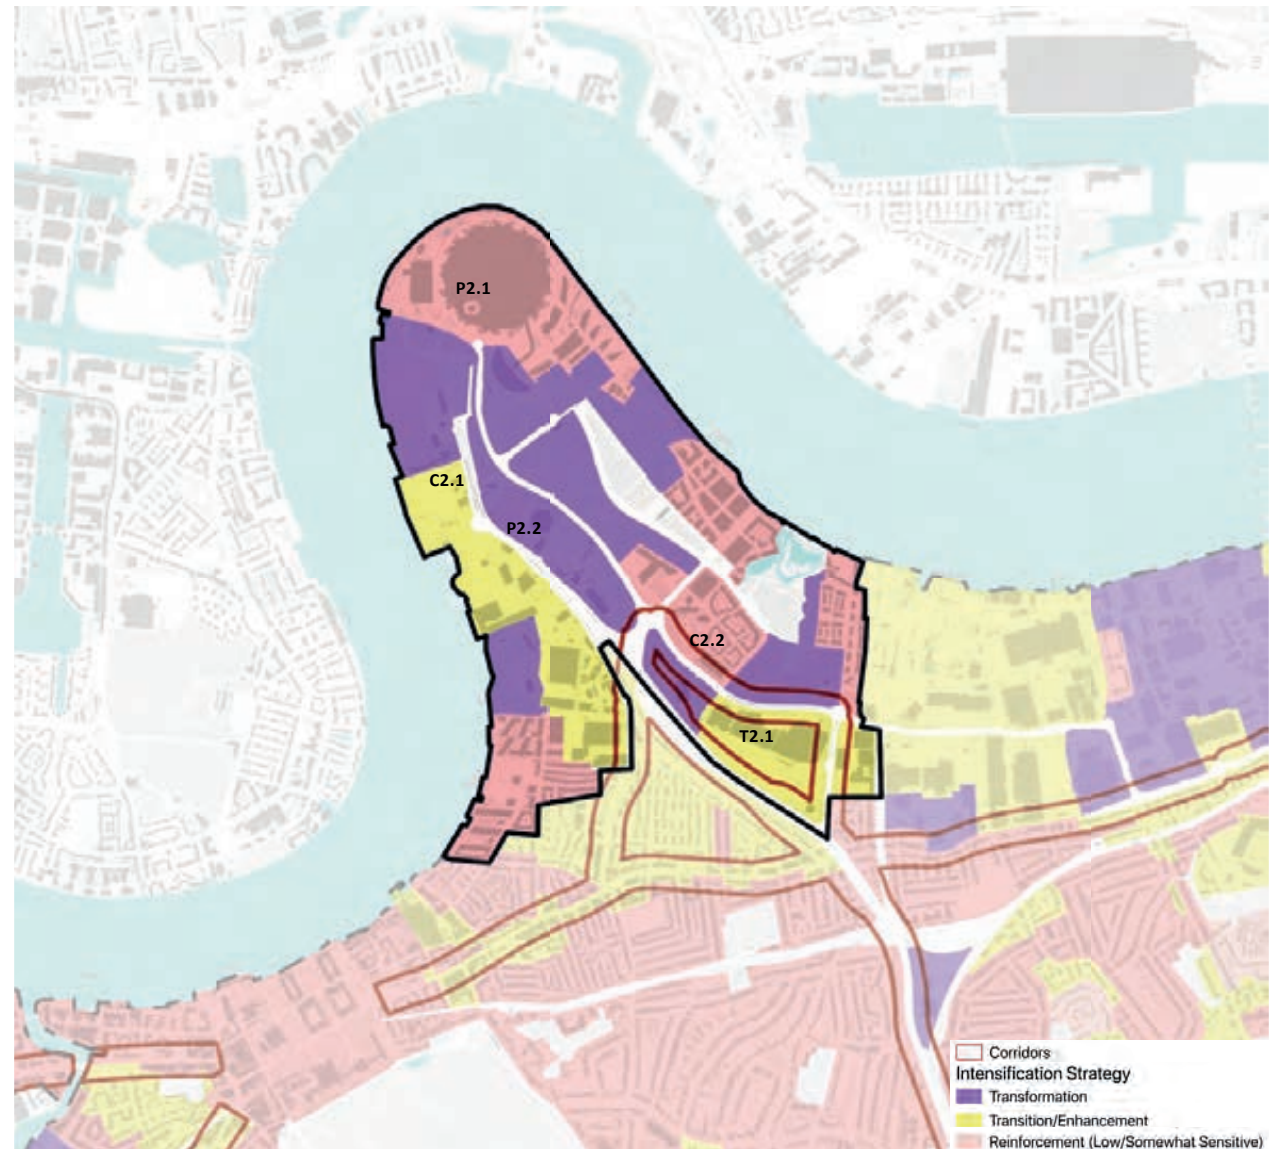 P2.1
C2.1
P2.2
C2.2
T2.1
Corridors
Intensification Strategy
Transformation
Transition/Enhancement
Reinforcement (Low/Somewhat Sensitive)